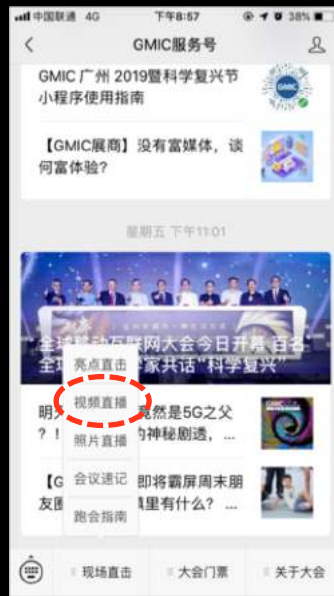 中国联通 4G 下午8:57 38%
GMIC服务号
GMIC 广州 2019暨科学复兴节
小程序使用指南
GMIC
【GMIC展商】没有富媒体，谈
何富体验？
星期五 下午11:01
全球移动互联网大会今日开幕 百名
全球 家共话“科学复兴”
亮点直击
视频直播
明 竟然是5G之父
？！ 的神秘剧透，...
照片直播
会议速记
【G 即将霸屏周末朋
友圈 镇里有什么？ ...
跑会指南
现场直击 大会门票 关于大会